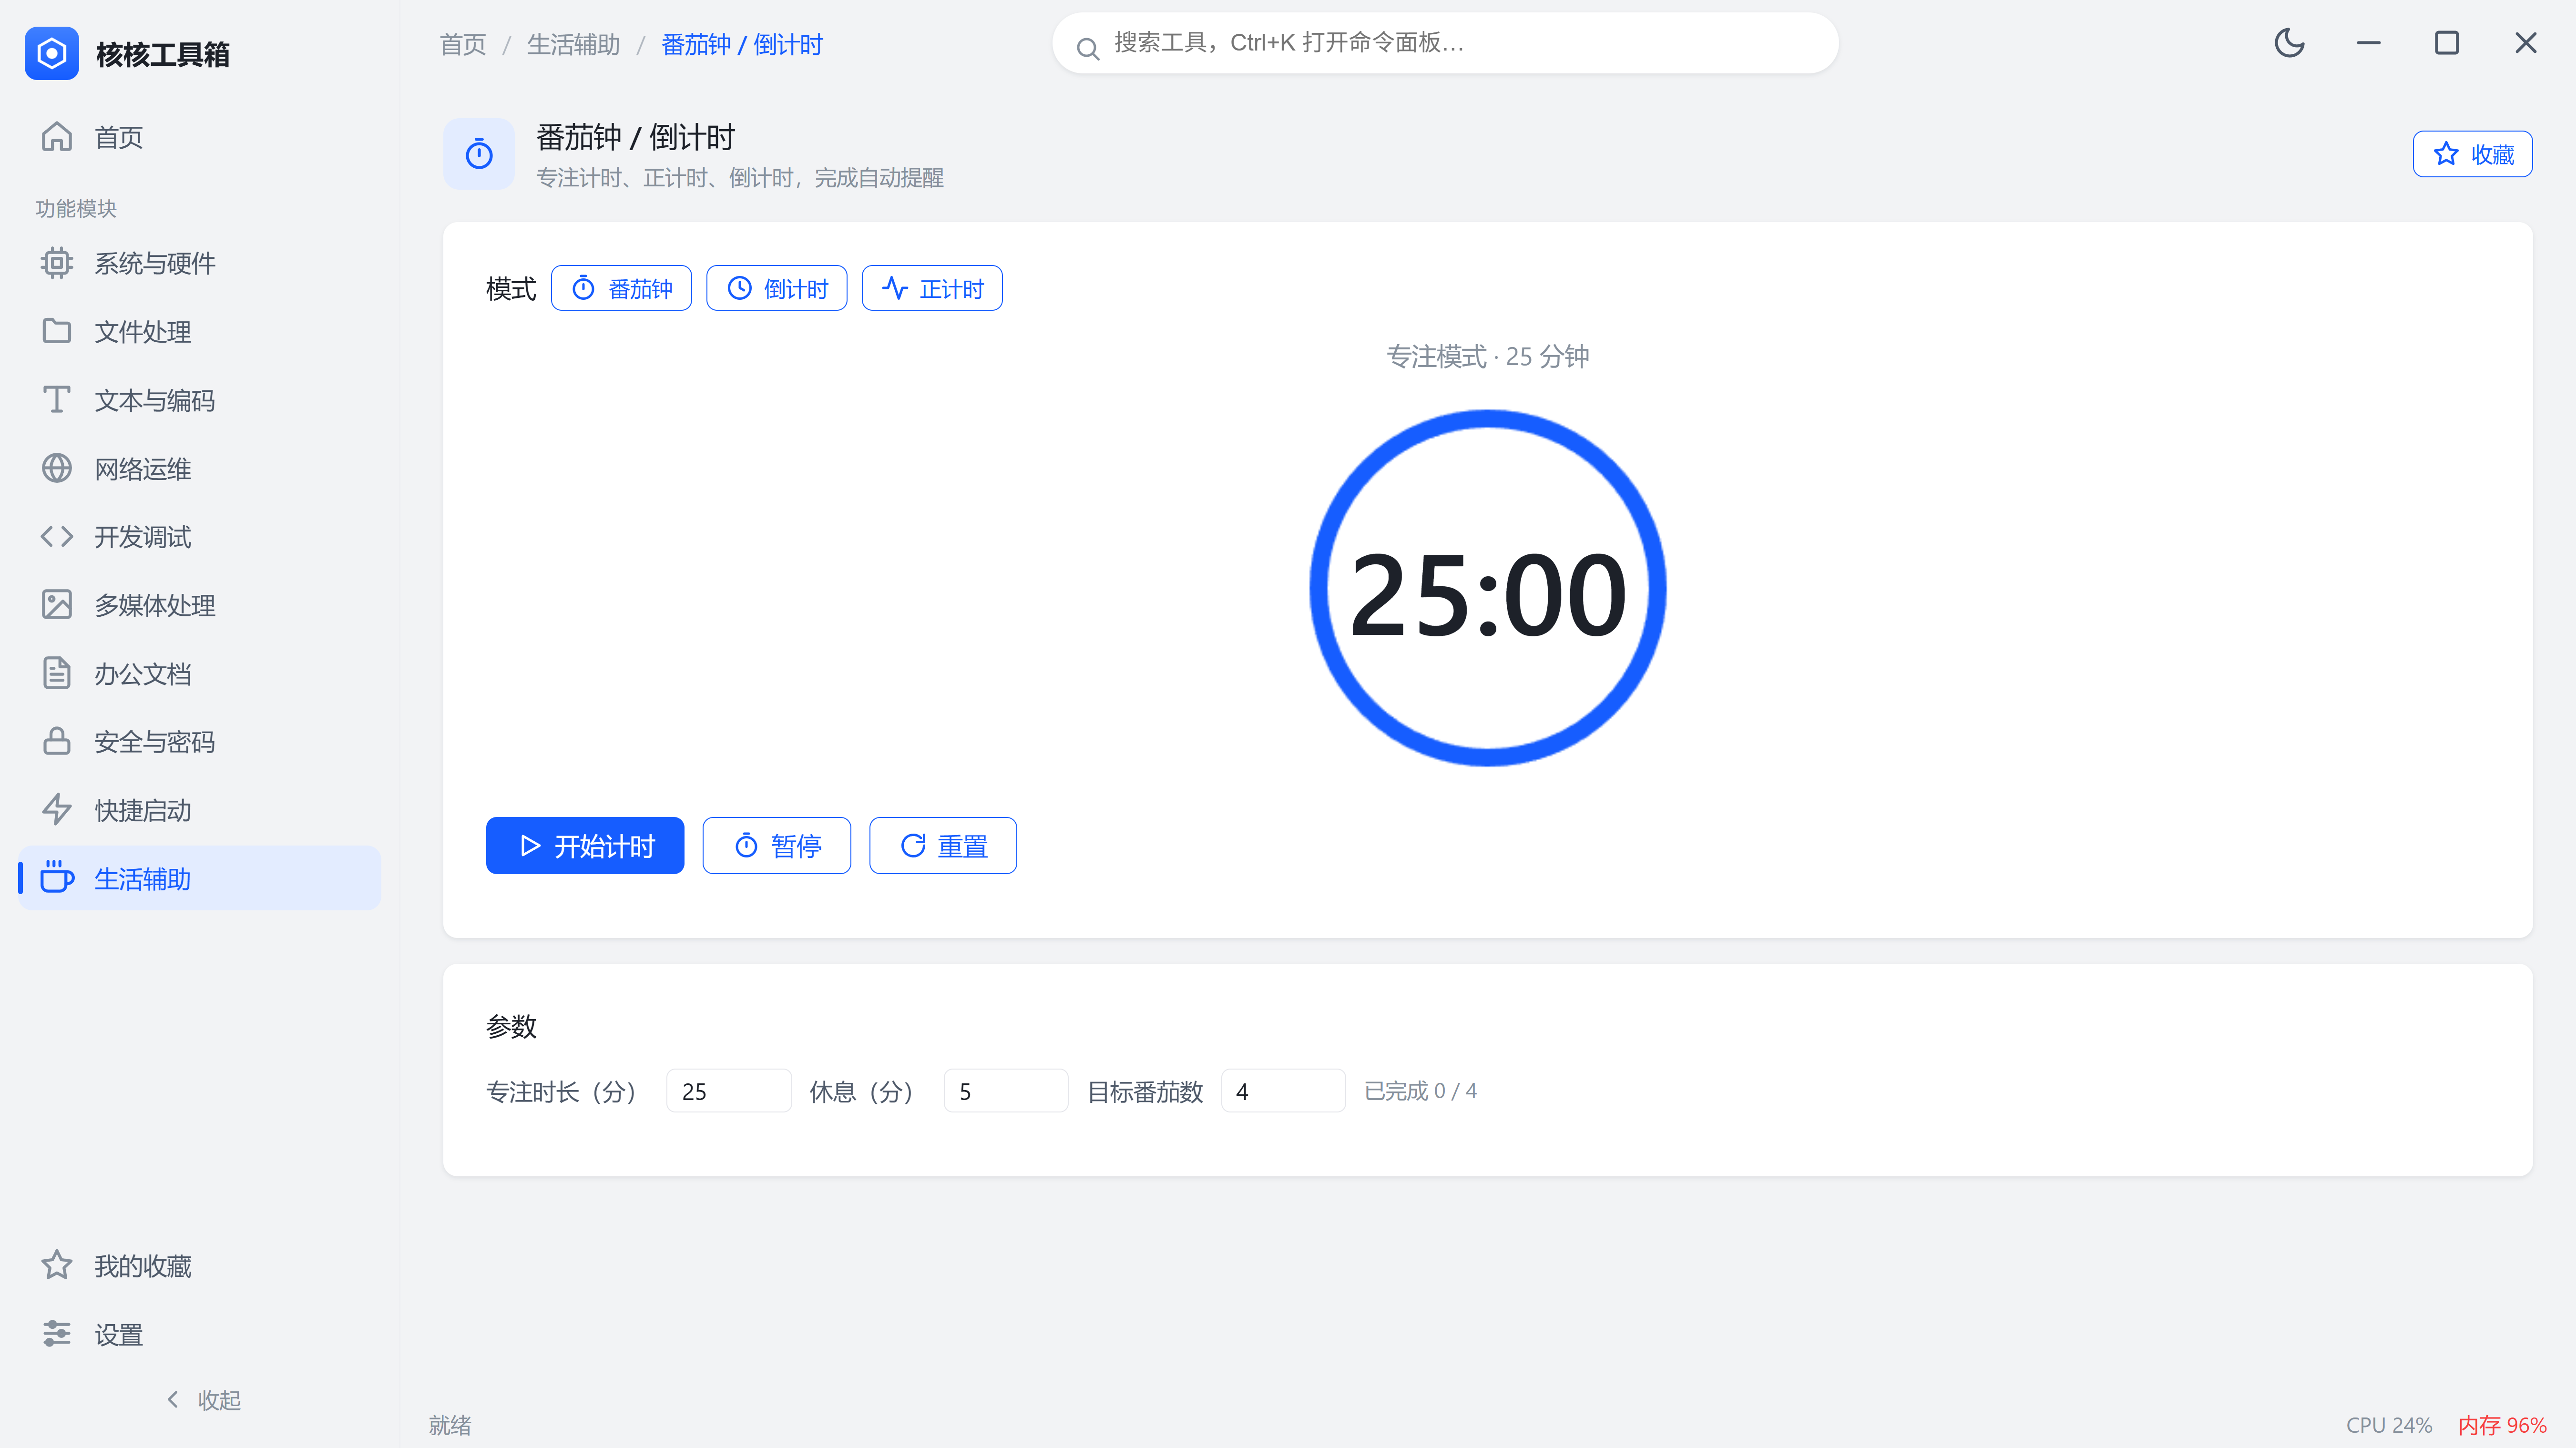 核核工具箱
首页 / 生活辅助 / 番茄钟 / 倒计时
搜索工具，Ctrl+K 打开命令面板…
首页
功能模块
系统与硬件
文件处理
文本与编码
网络运维
开发调试
多媒体处理
办公文档
安全与密码
快捷启动
生活辅助
我的收藏
设置
收起
番茄钟 / 倒计时
专注计时、正计时、倒计时，完成自动提醒
收藏
模式 番茄钟 倒计时 正计时
专注模式 · 25 分钟
25:00
开始计时 暂停 重置
参数
专注时长（分） 25 休息（分） 5 目标番茄数 4 已完成 0 / 4
就绪
CPU 24% 内存 96%